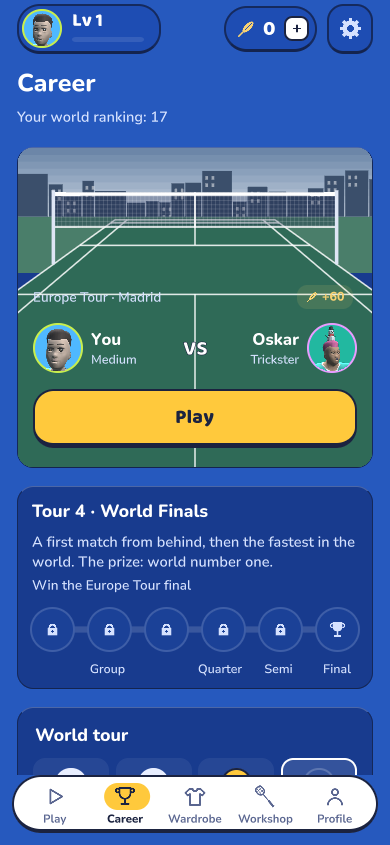 Lv 1
0
+
Career
Your world ranking: 17
Europe Tour · Madrid
+60
You
Medium
VS
Oskar
Trickster
Play
Tour 4 · World Finals
A first match from behind, then the fastest in the
world. The prize: world number one.
Win the Europe Tour final
Group
Quarter
Semi
Final
World tour
Play
Career
Wardrobe
Workshop
Profile